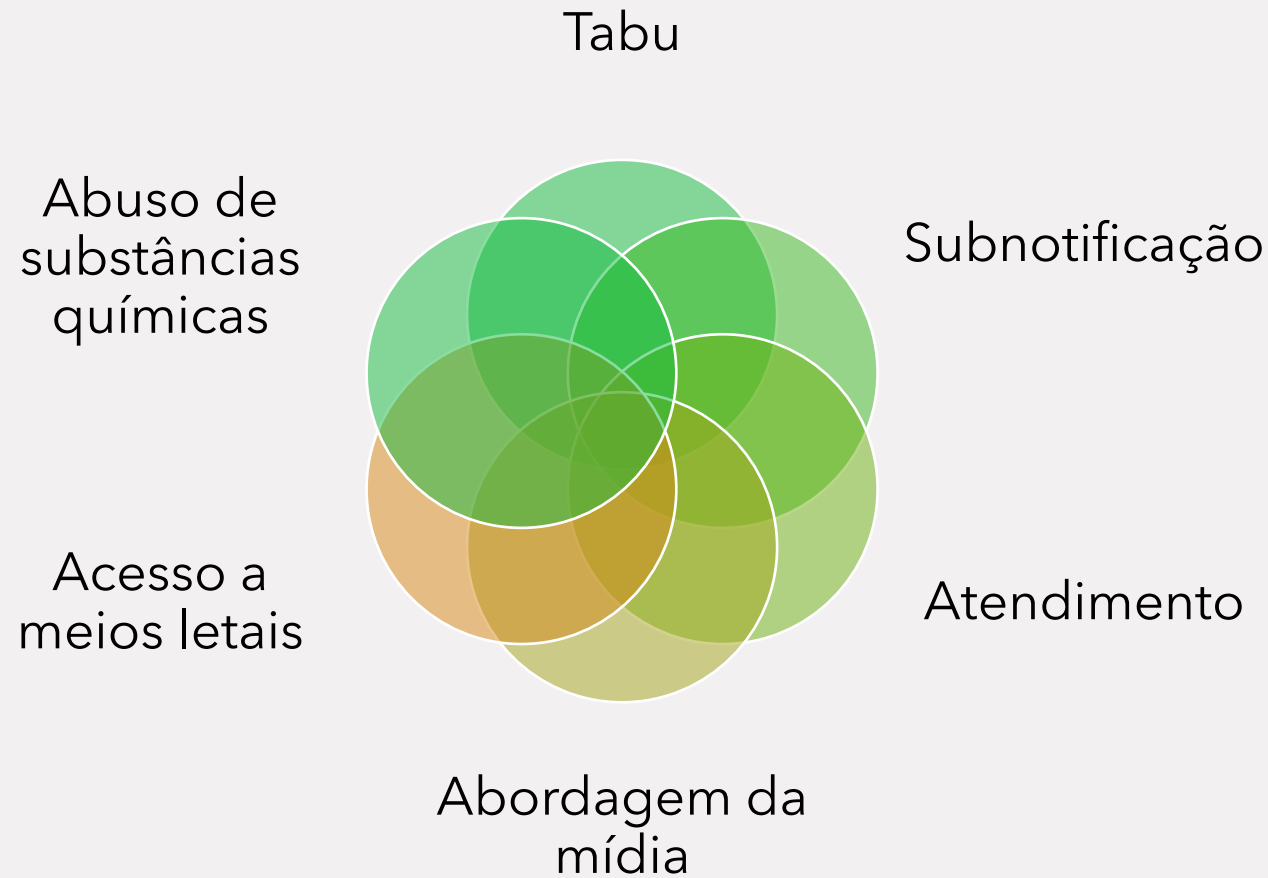 Tabu
Subnotificação
Atendimento
Abordagem da
mídia
Acesso a
meios letais
Abuso de
substâncias
químicas